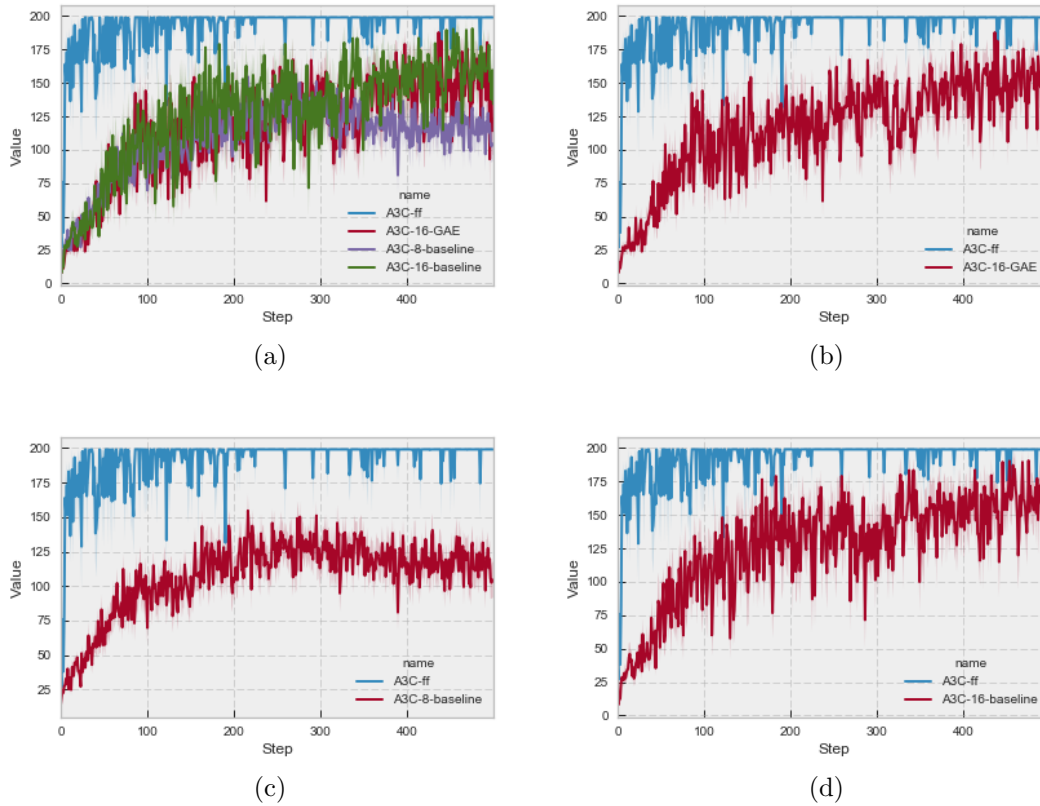 200
175
150
125
100
75
50
25
0
Value
name
A3C-ff
A3C-16-GAE
A3C-8-baseline
A3C-16-baseline
0 100 200 300 400
Step
(a)
200
175
150
125
100
75
50
25
0
Value
name
A3C-ff
A3C-16-GAE
0 100 200 300 400
Step
(b)
200
175
150
125
100
75
50
25
Value
name
A3C-ff
A3C-8-baseline
0 100 200 300 400
Step
(c)
200
175
150
125
100
75
50
25
0
Value
name
A3C-ff
A3C-16-baseline
0 100 200 300 400
Step
(d)